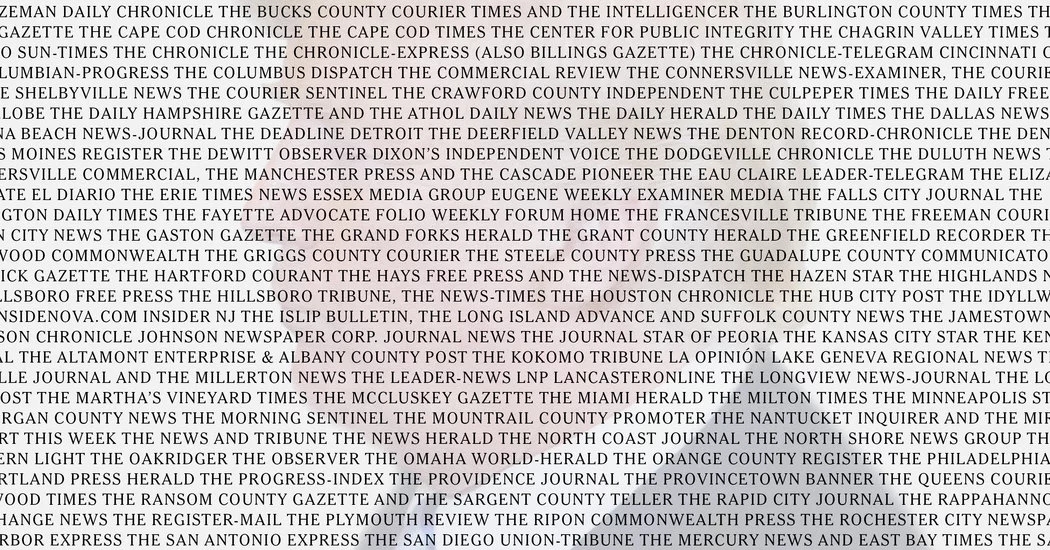 ZEMAN DAILY CHRONICLE THE BUCKS COUNTY COURIER TIMES AND THE INTELLIGENCER THE BURLINGTON COUNTY TIMES TH
GAZETTE THE CAPE COD CHRONICLE THE CAPE COD TIMES THE CENTER FOR PUBLIC INTEGRITY THE CHAGRIN VALLEY TIMES T
O SUN-TIMES THE CHRONICLE THE CHRONICLE-EXPRESS (ALSO BILLINGS GAZETTE) THE CHRONICLE-TELEGRAM CINCINNATI C
LUMBIAN-PROGRESS THE COLUMBUS DISPATCH THE COMMERCIAL REVIEW THE CONNERSVILLE NEWS-EXAMINER, THE COURIE
E SHELBYVILLE NEWS THE COURIER SENTINEL THE CRAWFORD COUNTY INDEPENDENT THE CULPEPER TIMES THE DAILY FREE
LOBE THE DAILY HAMPSHIRE GAZETTE AND THE ATHOL DAILY NEWS THE DAILY HERALD THE DAILY TIMES THE DALLAS NEWS
NA BEACH NEWS-JOURNAL THE DEADLINE DETROIT THE DEERFIELD VALLEY NEWS THE DENTON RECORD-CHRONICLE THE DEN
S MOINES REGISTER THE DEWITT OBSERVER DIXON'S INDEPENDENT VOICE THE DODGEVILLE CHRONICLE THE DULUTH NEWS T
ERSVILLE COMMERCIAL, THE MANCHESTER PRESS AND THE CASCADE PIONEER THE EAU CLAIRE LEADER-TELEGRAM THE ELIZA
ATE EL DIARIO THE ERIE TIMES NEWS ESSEX MEDIA GROUP EUGENE WEEKLY EXAMINER MEDIA THE FALLS CITY JOURNAL THE
GTON DAILY TIMES THE FAYETTE ADVOCATE FOLIO WEEKLY FORUM HOME THE FRANCESVILLE TRIBUNE THE FREEMAN COURI
N CITY NEWS THE GASTON GAZETTE THE GRAND FORKS HERALD THE GRANT COUNTY HERALD THE GREENFIELD RECORDER TH
WOOD COMMONWEALTH THE GRIGGS COUNTY COURIER THE STEELE COUNTY PRESS THE GUADALUPE COUNTY COMMUNICATO
ICK GAZETTE THE HARTFORD COURANT THE HAYS FREE PRESS AND THE NEWS-DISPATCH THE HAZEN STAR THE HIGHLANDS N
LLSBORO FREE PRESS THE HILLSBORO TRIBUNE, THE NEWS-TIMES THE HOUSTON CHRONICLE THE HUB CITY POST THE IDYLLW
NSIDENOVA.COM INSIDER NJ THE ISLIP BULLETIN, THE LONG ISLAND ADVANCE AND SUFFOLK COUNTY NEWS THE JAMESTOWN
SON CHRONICLE JOHNSON NEWSPAPER CORP. JOURNAL NEWS THE JOURNAL STAR OF PEORIA THE KANSAS CITY STAR THE KEN
AL THE ALTAMONT ENTERPRISE & ALBANY COUNTY POST THE KOKOMO TRIBUNE LA OPINIÓN LAKE GENEVA REGIONAL NEWS T
LLE JOURNAL AND THE MILLERTON NEWS THE LEADER-NEWS LNP LANCASTERONLINE THE LONGVIEW NEWS-JOURNAL THE LO
OST THE MARTHA'S VINEYARD TIMES THE MCCLUSKEY GAZETTE THE MIAMI HERALD THE MILTON TIMES THE MINNEAPOLIS ST
ORGAN COUNTY NEWS THE MORNING SENTINEL THE MOUNTRAIL COUNTY PROMOTER THE NANTUCKET INQUIRER AND THE MIR
RT THIS WEEK THE NEWS AND TRIBUNE THE NEWS HERALD THE NORTH COAST JOURNAL THE NORTH SHORE NEWS GROUP TH
ERN LIGHT THE OAKRIDGER THE OBSERVER THE OMAHA WORLD-HERALD THE ORANGE COUNTY REGISTER THE PHILADELPHIA
RTLAND PRESS HERALD THE PROGRESS-INDEX THE PROVIDENCE JOURNAL THE PROVINCETOWN BANNER THE QUEENS COURIE
WOOD TIMES THE RANSOM COUNTY GAZETTE AND THE SARGENT COUNTY TELLER THE RAPID CITY JOURNAL THE RAPPAHANNO
HANGE NEWS THE REGISTER-MAIL THE PLYMOUTH REVIEW THE RIPON COMMONWEALTH PRESS THE ROCHESTER CITY NEWSPA
RBOR EXPRESS THE SAN ANTONIO EXPRESS THE SAN DIEGO UNION-TRIBUNE THE MERCURY NEWS AND EAST BAY TIMES THE SA